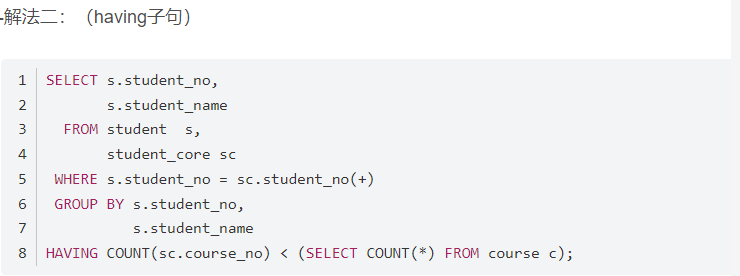 -解法二：（having子句）
1 SELECT s.student_no,
2        s.student_name
3   FROM student  s,
4        student_core sc
5  WHERE s.student_no = sc.student_no(+)
6  GROUP BY s.student_no,
7           s.student_name
8 HAVING COUNT(sc.course_no) < (SELECT COUNT(*) FROM course c);